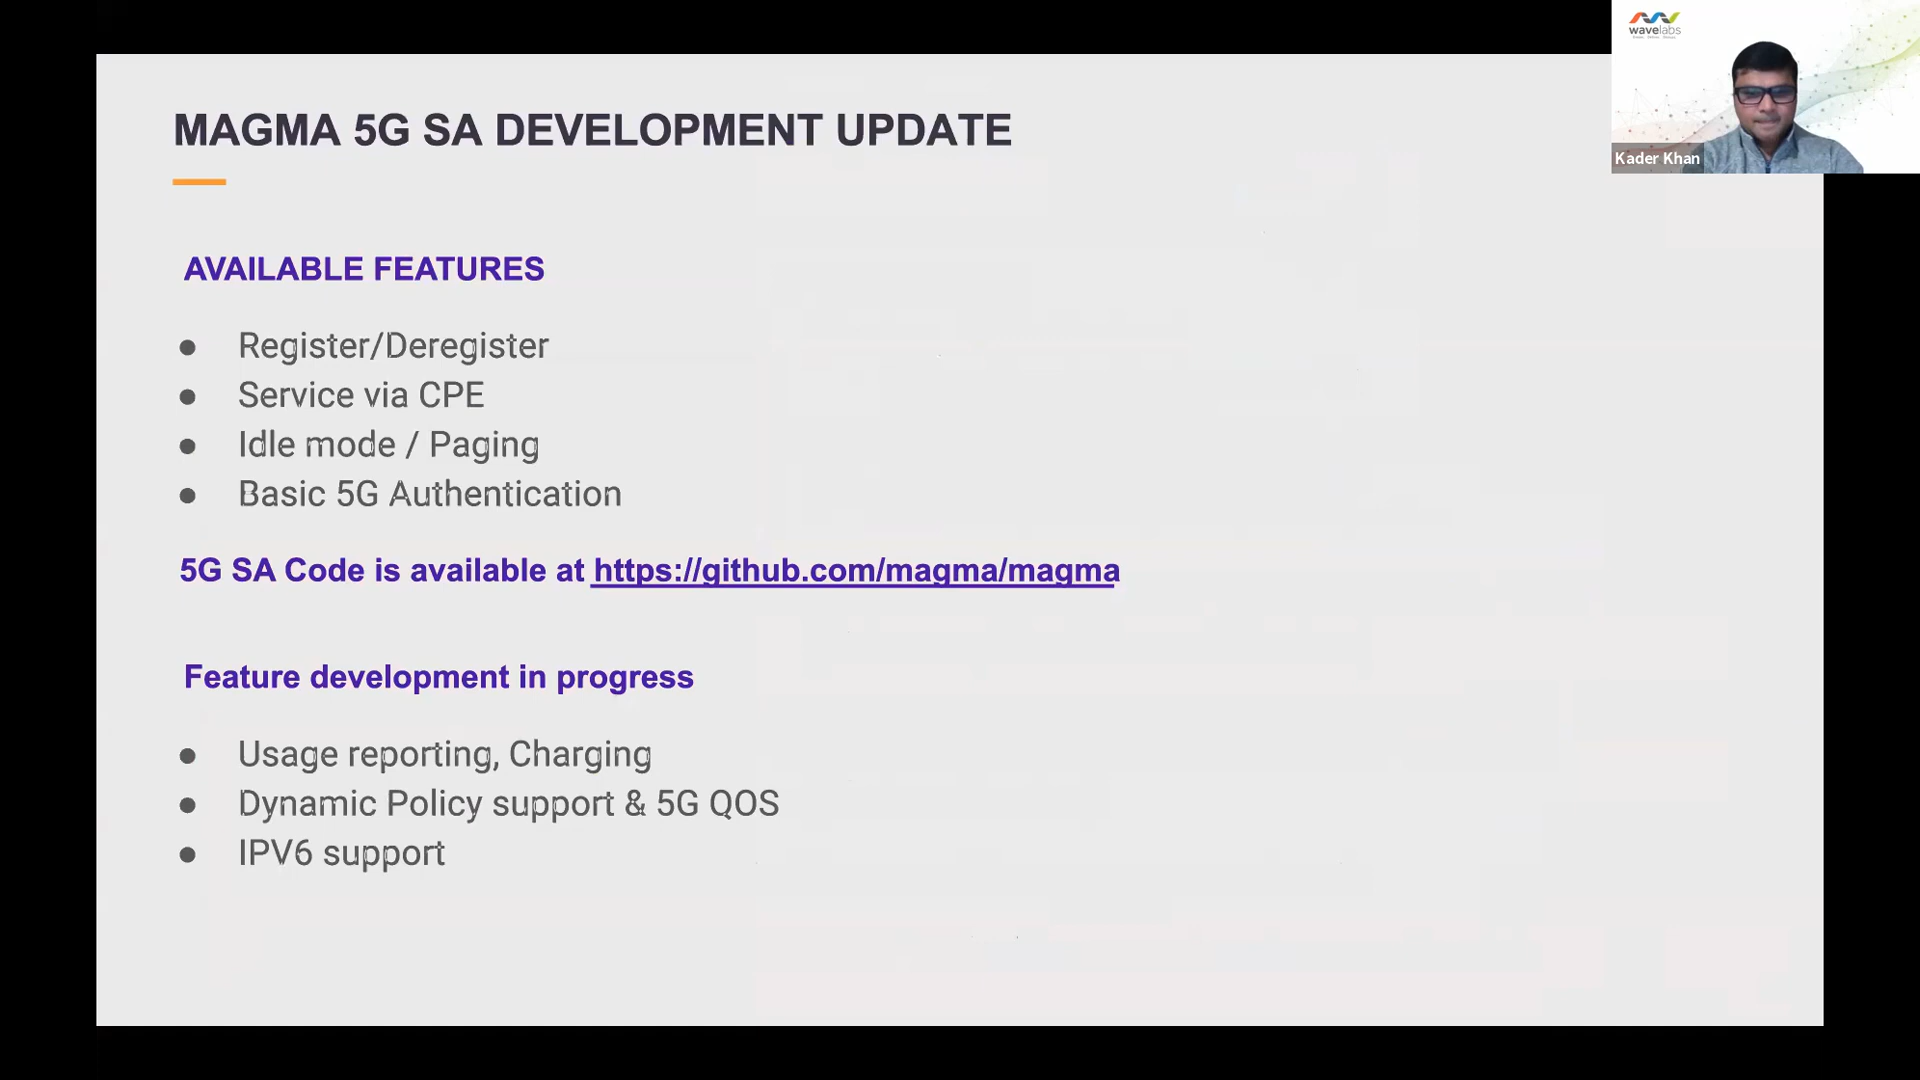 wavelabs
Kader Khan
MAGMA 5G SA DEVELOPMENT UPDATE
AVAILABLE FEATURES
● Register/Deregister
● Service via CPE
● Idle mode / Paging
● Basic 5G Authentication
5G SA Code is available at https://github.com/magma/magma
Feature development in progress
● Usage reporting, Charging
● Dynamic Policy support & 5G QOS
● IPV6 support